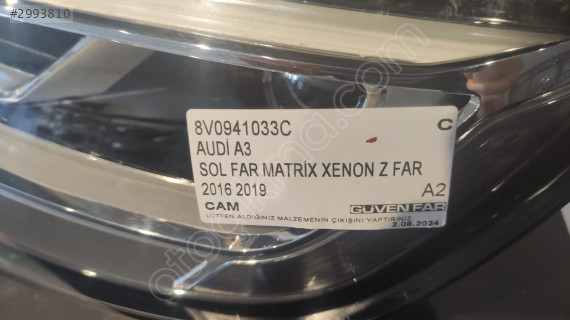 #2993810
8V0941033C C
AUDİ A3
SOL FAR MATRİX XENON Z FAR
2016 2019 A2
CAM GUVEN FAR
LÜTFEN ALDIĞINIZ MALZEMENİN ÇIKIŞINI YAPTIRINIZ
2.08.2024